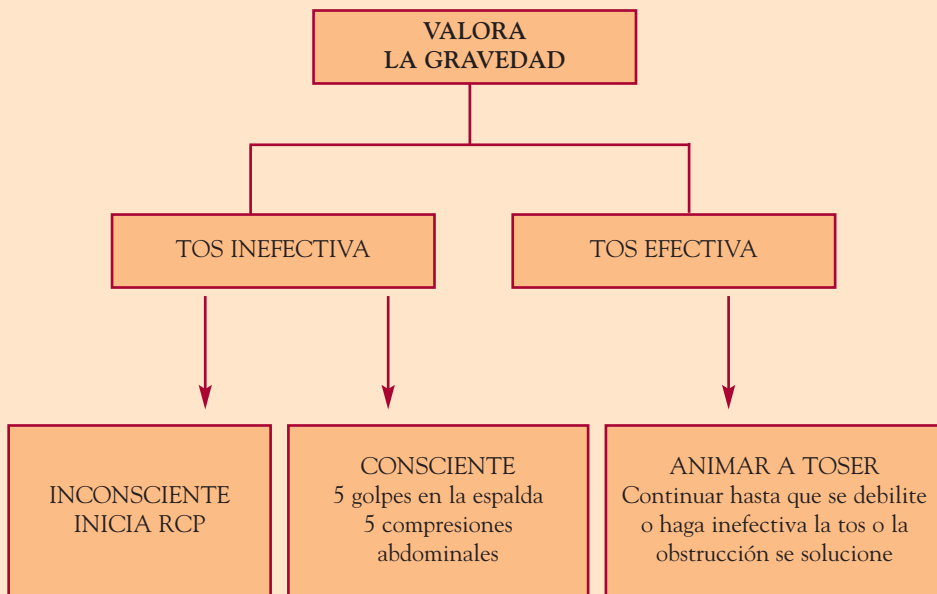 VALORA
LA GRAVEDAD
TOS INEFECTIVA
TOS EFECTIVA
INCONSCIENTE
INICIA RCP
CONSCIENTE
5 golpes en la espalda
5 compresiones
abdominales
ANIMAR A TOSER
Continuar hasta que se debilite
o haga inefectiva la tos o la
obstrucción se solucione